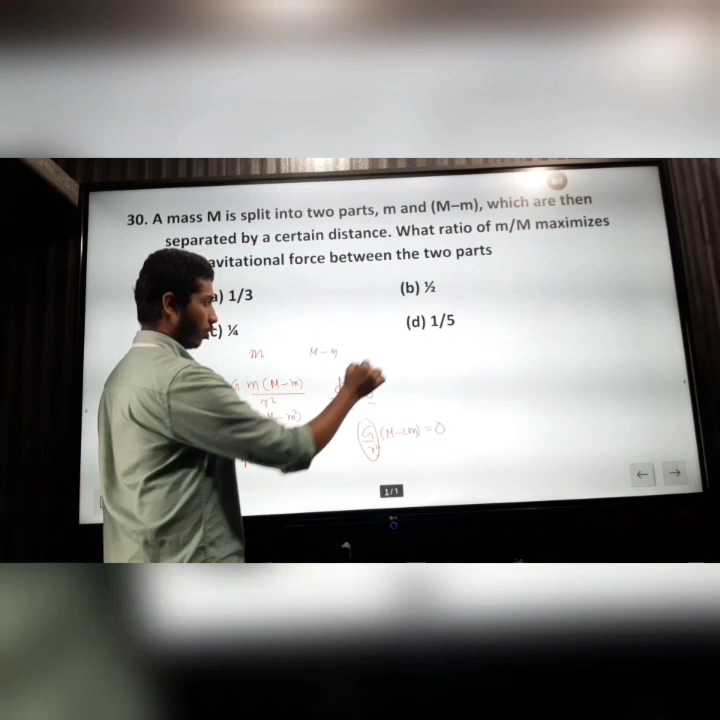 30. A mass M is split into two parts, m and (M–m), which are then
separated by a certain distance. What ratio of m/M maximizes
avitational force between the two parts
a) 1/3
(b) ½
c) ¼
(d) 1/5
m M-m
G m(M-m)
r²
G/r² (M-2m) = 0
1/1